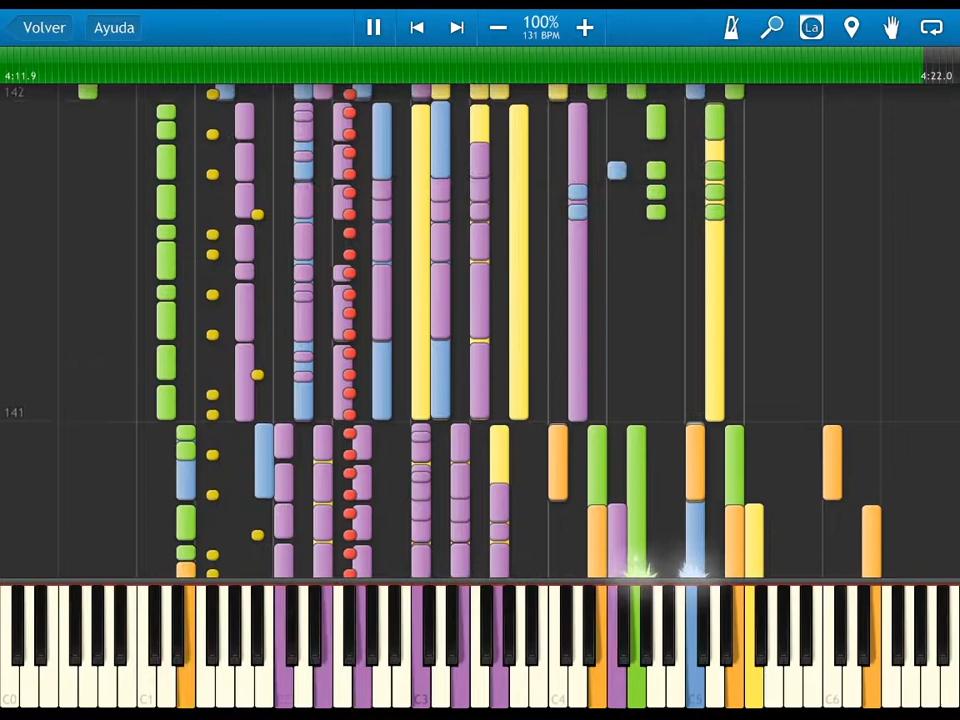 Volver
Ayuda
100%
131 BPM
La
4:11.9
4:22.0
142
141
C0
C1
C3
C4
C5
C6